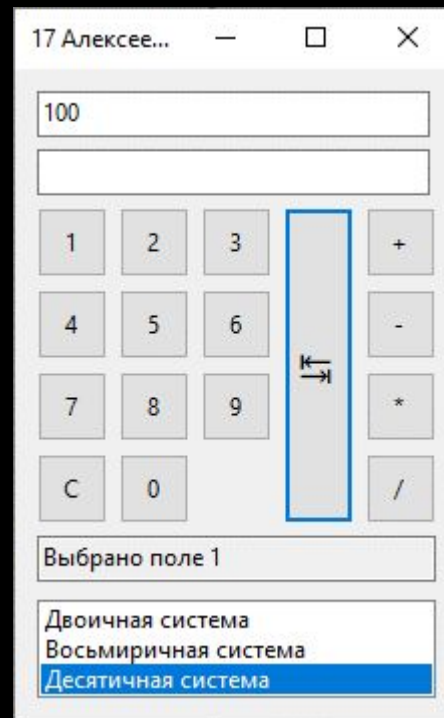 17 Алексее...
100
1 2 3 +
4 5 6 -
7 8 9 *
C 0 /
Выбрано поле 1
Двоичная система
Восьмиричная система
Десятичная система